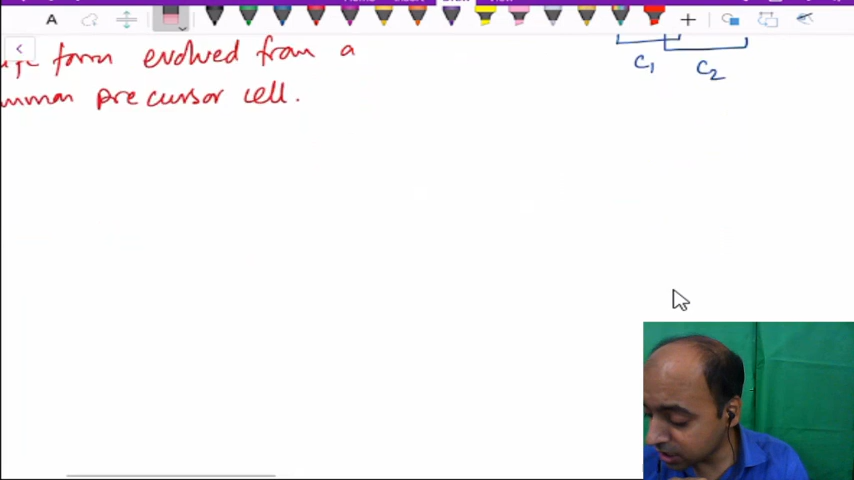 form evolved from a
precursor cell.
C1 C2
A